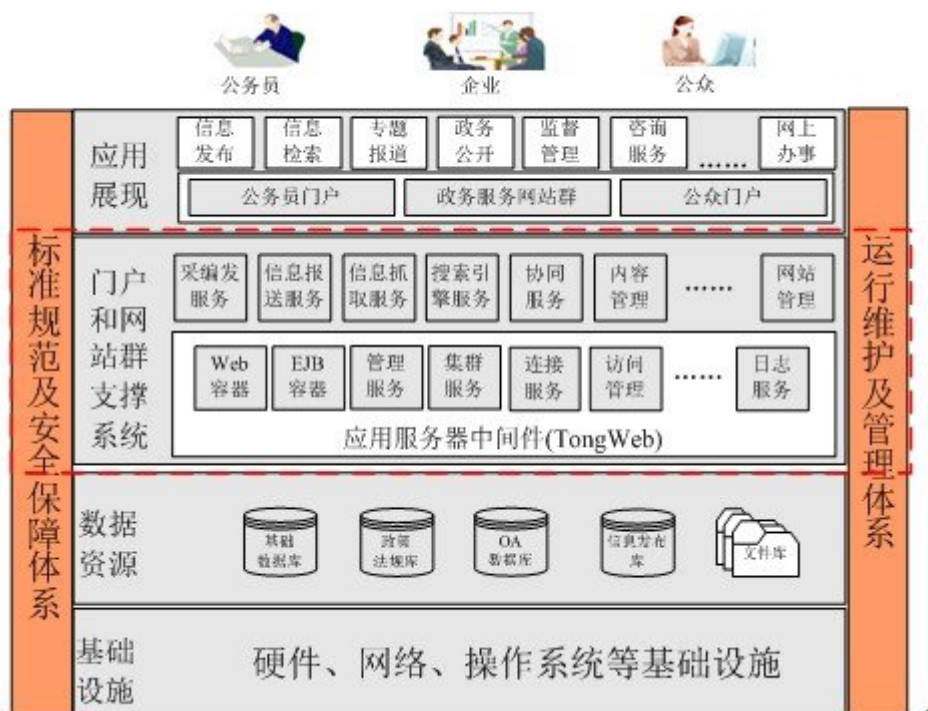 公务员
企业
公众
标准规范及安全保障体系
应用
展现
信息
发布
信息
检索
专题
报道
政务
公开
监督
管理
咨询
服务
......
网上
办事
公务员门户
政务服务网站群
公众门户
门户
和网
站群
支撑
系统
采编发
服务
信息报
送服务
信息抓
取服务
搜索引
擎服务
协同
服务
内容
管理
......
网站
管理
Web
容器
EJB
容器
管理
服务
集群
服务
连接
服务
访问
管理
......
日志
服务
应用服务器中间件(TongWeb)
数据
资源
基础
数据库
政策
法规库
OA
数据库
信息发布
库
文件库
基础
设施
硬件、网络、操作系统等基础设施
运行维护及管理体系